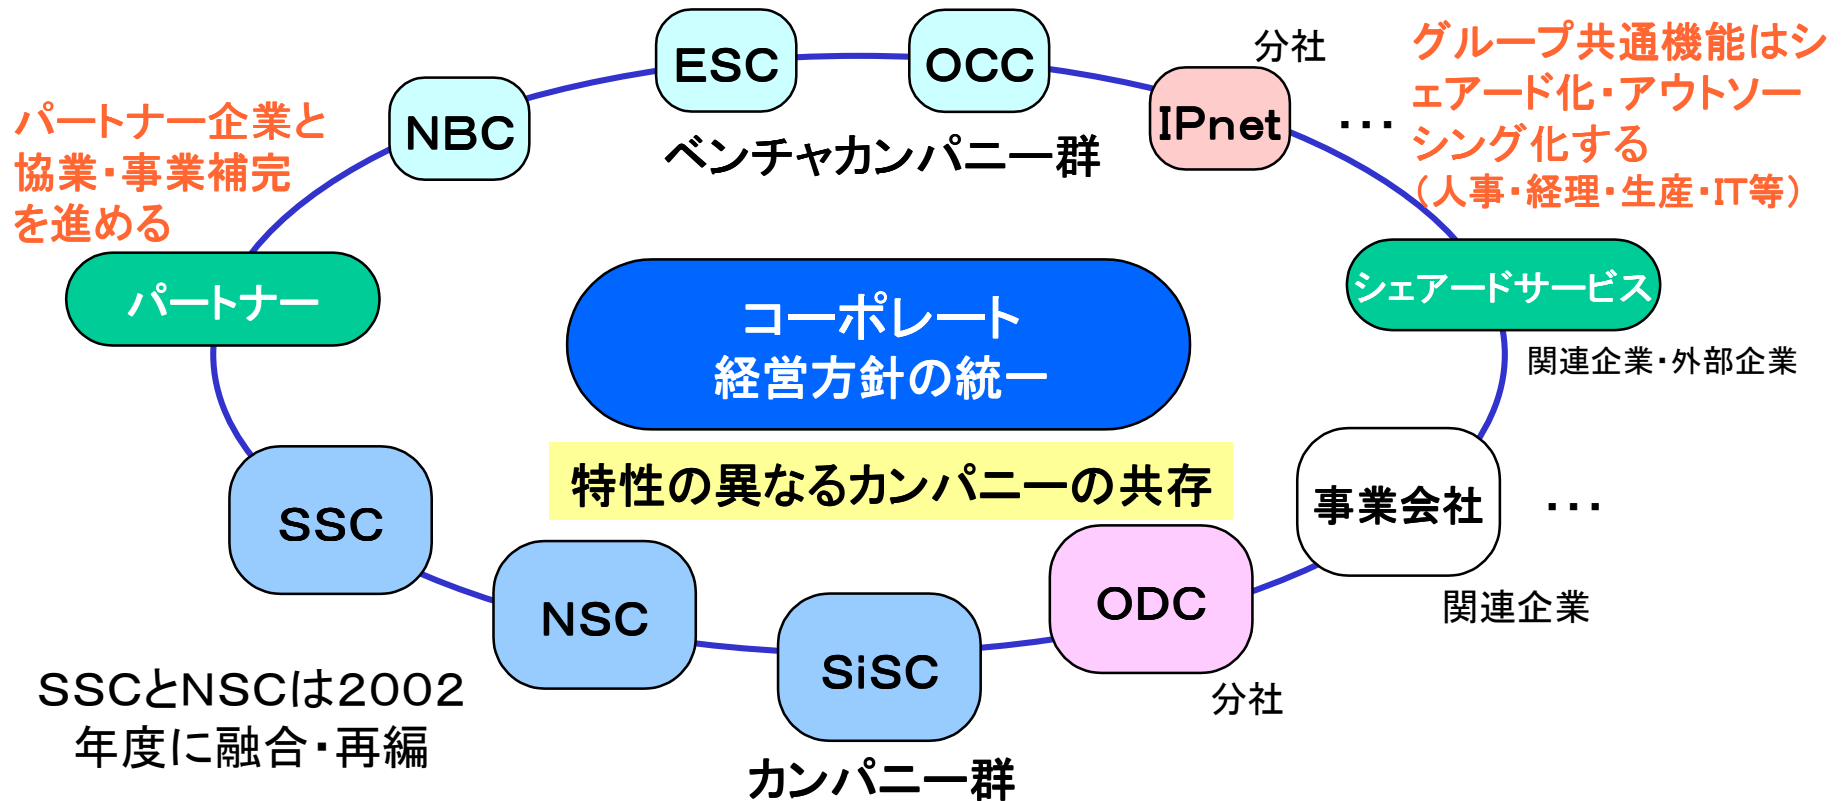 分社
グループ共通機能はシ
ェアード化・アウトソー
シング化する
（人事・経理・生産・IT等）
ESC
OCC
IPnet
・・・
NBC
ベンチャカンパニー群
パートナー企業と
協業・事業補完
を進める
パートナー
コーポレート
経営方針の統一
シェアードサービス
関連企業・外部企業
特性の異なるカンパニーの共存
SSC
事業会社
・・・
関連企業
NSC
ODC
SiSC
分社
SSCとNSCは2002
年度に融合・再編
カンパニー群